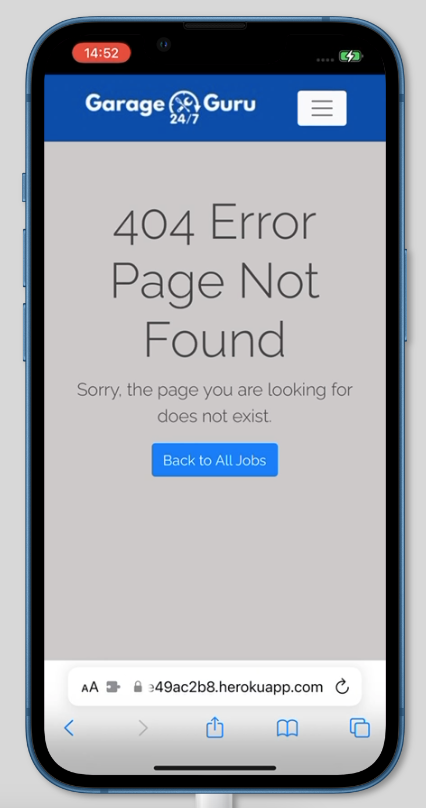 14:52
Garage Guru
24/7
404 Error
Page Not
Found
Sorry, the page you are looking for
does not exist.
Back to All Jobs
AA e49ac2b8.herokuapp.com